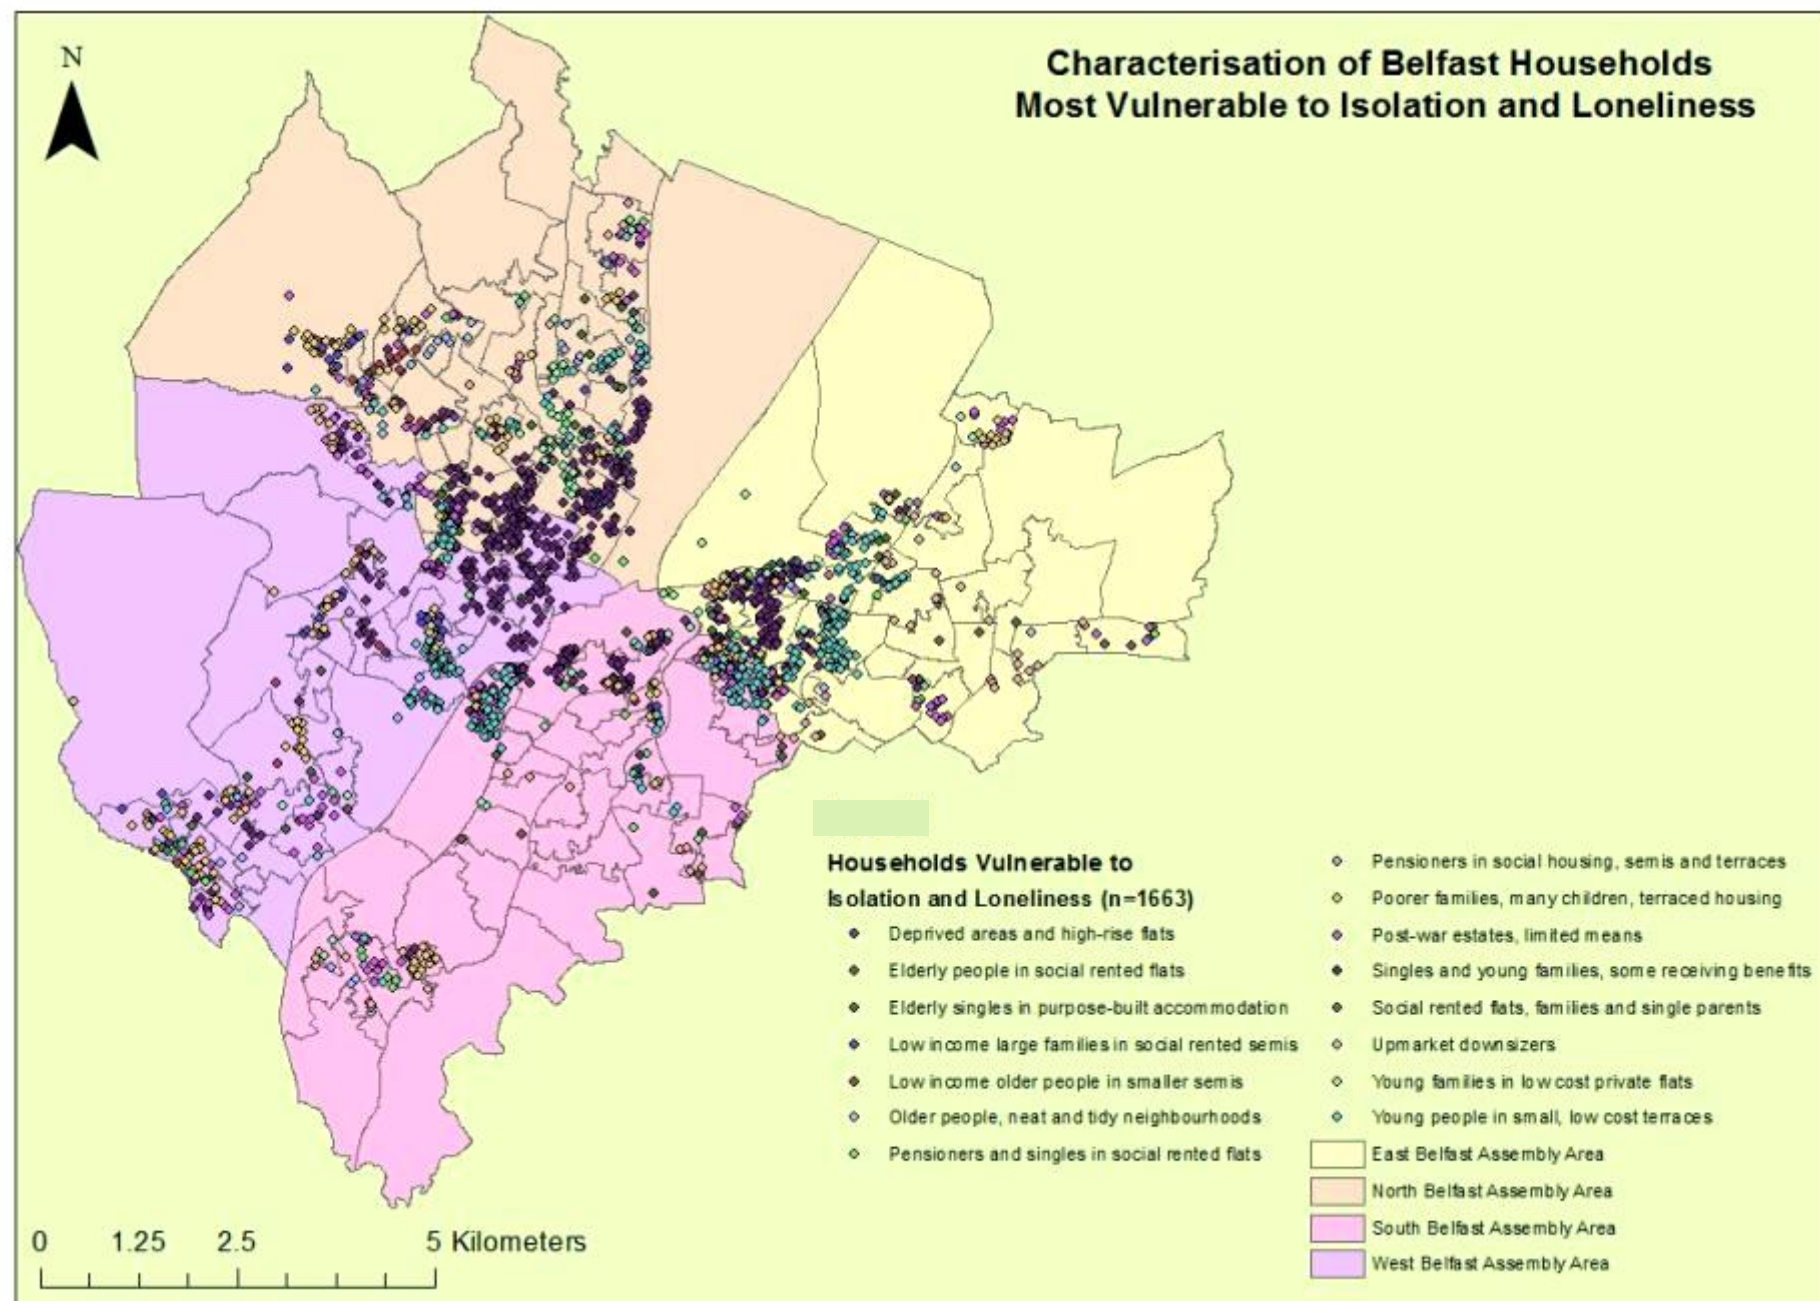 N
Characterisation of Belfast Households
Most Vulnerable to Isolation and Loneliness
Households Vulnerable to
Isolation and Loneliness (n=1663)
Deprived areas and high-rise flats
Elderly people in social rented flats
Elderly singles in purpose-built accommodation
Low income large families in social rented semis
Low income older people in smaller semis
Older people, neat and tidy neighbourhoods
Pensioners and singles in social rented flats
Pensioners in social housing, semis and terraces
Poorer families, many children, terraced housing
Post-war estates, limited means
Singles and young families, some receiving benefits
Social rented flats, families and single parents
Upmarket downsizers
Young families in low cost private flats
Young people in small, low cost terraces
East Belfast Assembly Area
North Belfast Assembly Area
South Belfast Assembly Area
West Belfast Assembly Area
0 1.25 2.5 5 Kilometers